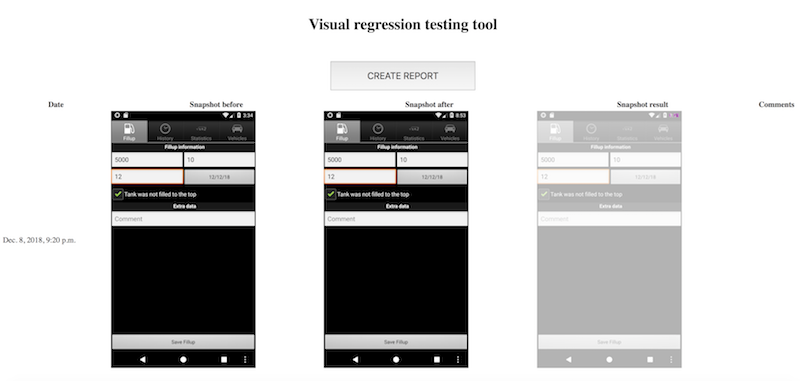 Visual regression testing tool
CREATE REPORT
Date Snapshot before Snapshot after Snapshot result Comments
3:34
Fillup History Statistics Vehicles
Fillup information
5000 10
12 12/12/18
Tank was not filled to the top
Extra data
Comment
Save Fillup
8:53
Fillup History Statistics Vehicles
Fillup information
5000 10
12 12/12/18
Tank was not filled to the top
Extra data
Comment
Save Fillup
Fillup History Statistics Vehicles
Fillup information
5000 10
12 12/12/18
Tank was not filled to the top
Extra data
Comment
Save Fillup
Dec. 8, 2018, 9:20 p.m.